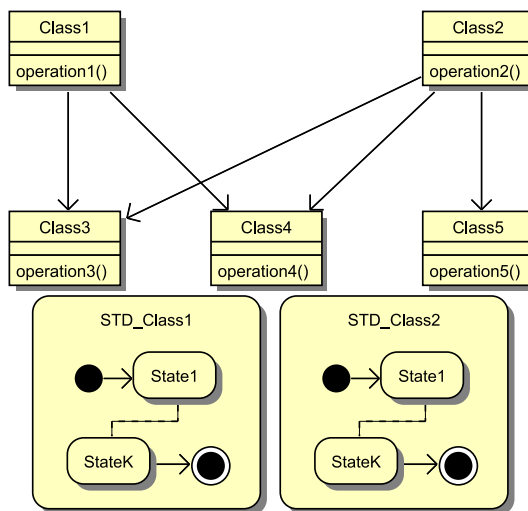 Class1
operation1()
Class2
operation2()
Class3
operation3()
Class4
operation4()
Class5
operation5()
STD_Class1
State1
StateK
STD_Class2
State1
StateK